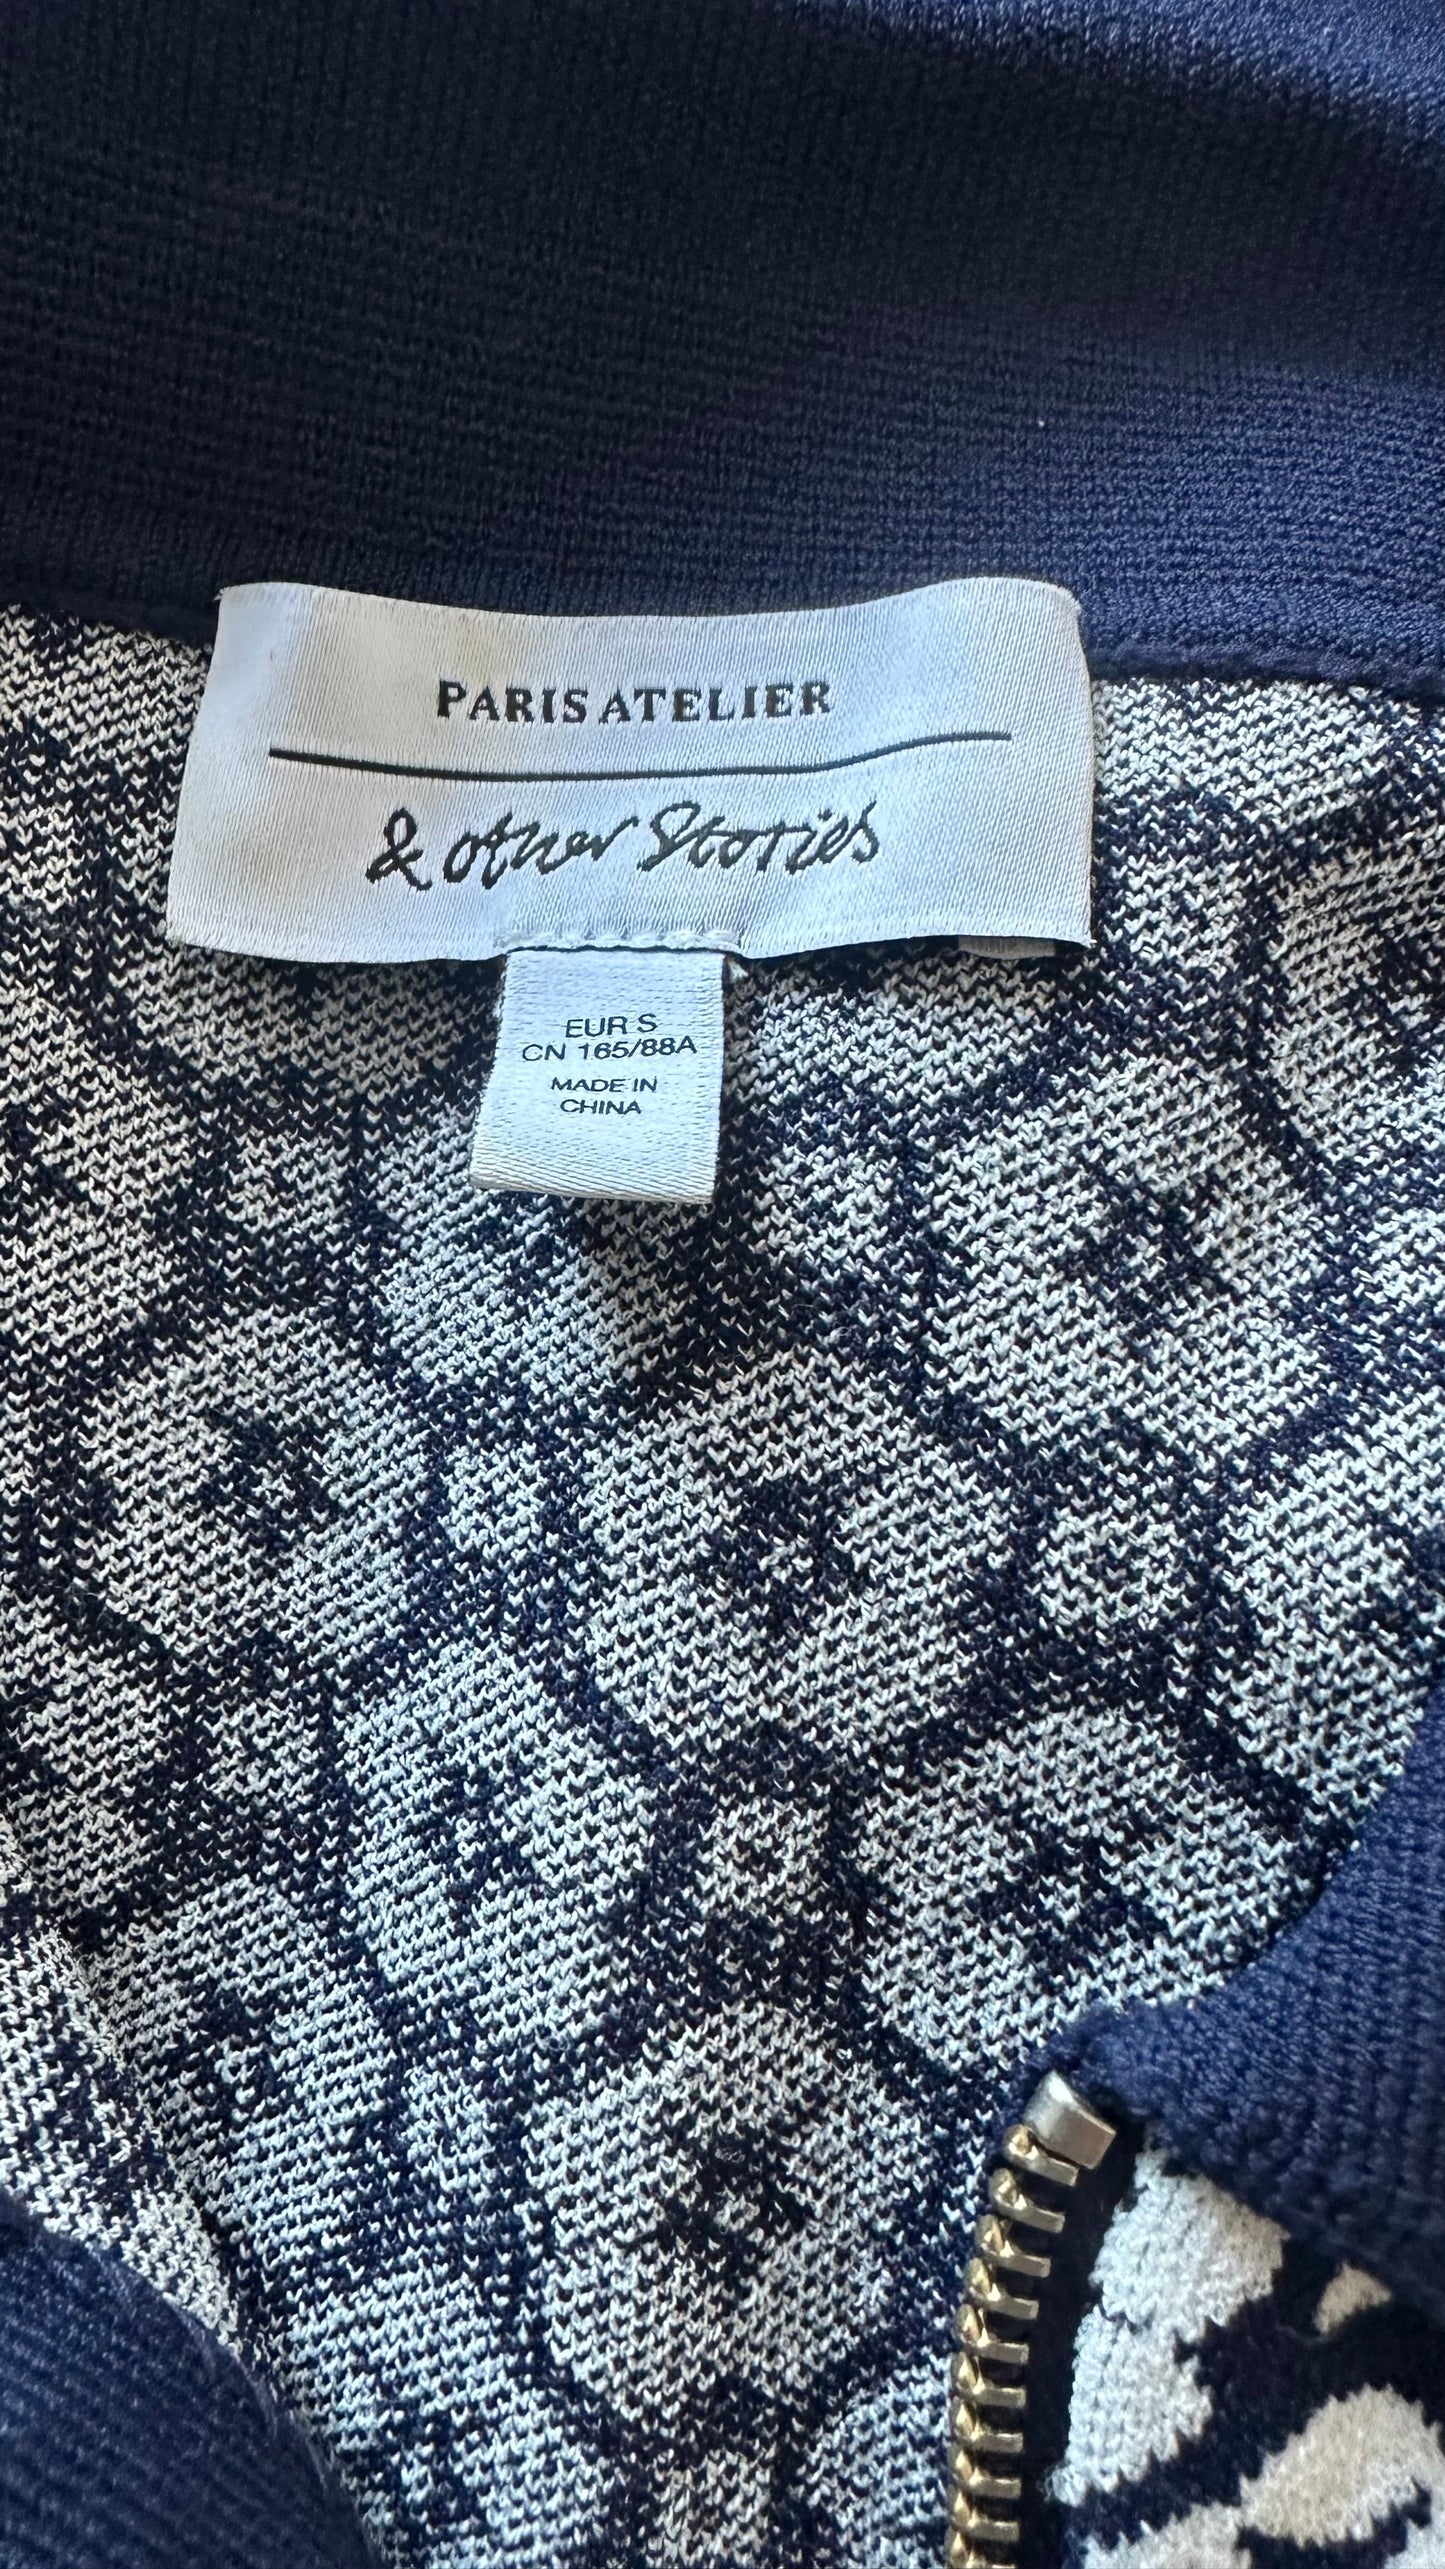 PARIS ATELIER
& other Stories
EUR S
CN 165/88A
MADE IN
CHINA